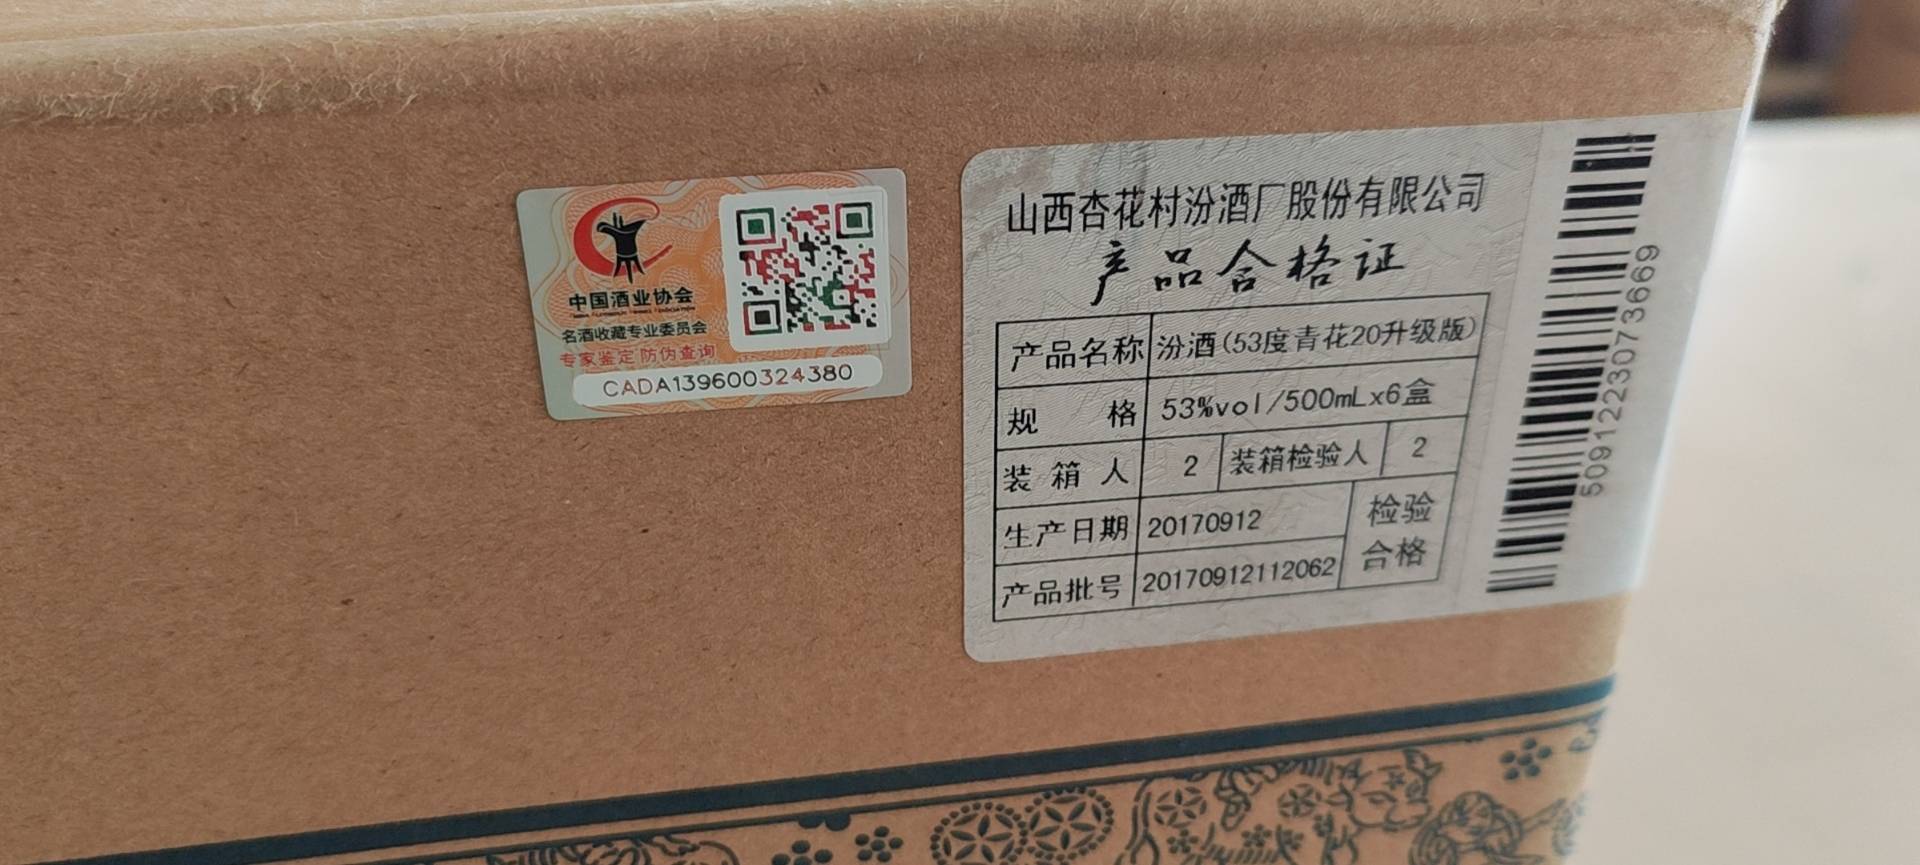 中国酒业协会
名酒收藏专业委员会
专家鉴定 防伪查询
CADA139600324380
山西杏花村汾酒厂股份有限公司
产品合格证
产品名称 汾酒(53度青花20升级版)
规 格 53%vol/500mLx6盒
装箱人 2 装箱检验人 2
生产日期 20170912
产品批号 20170912112062
检验
合格
50912230733669